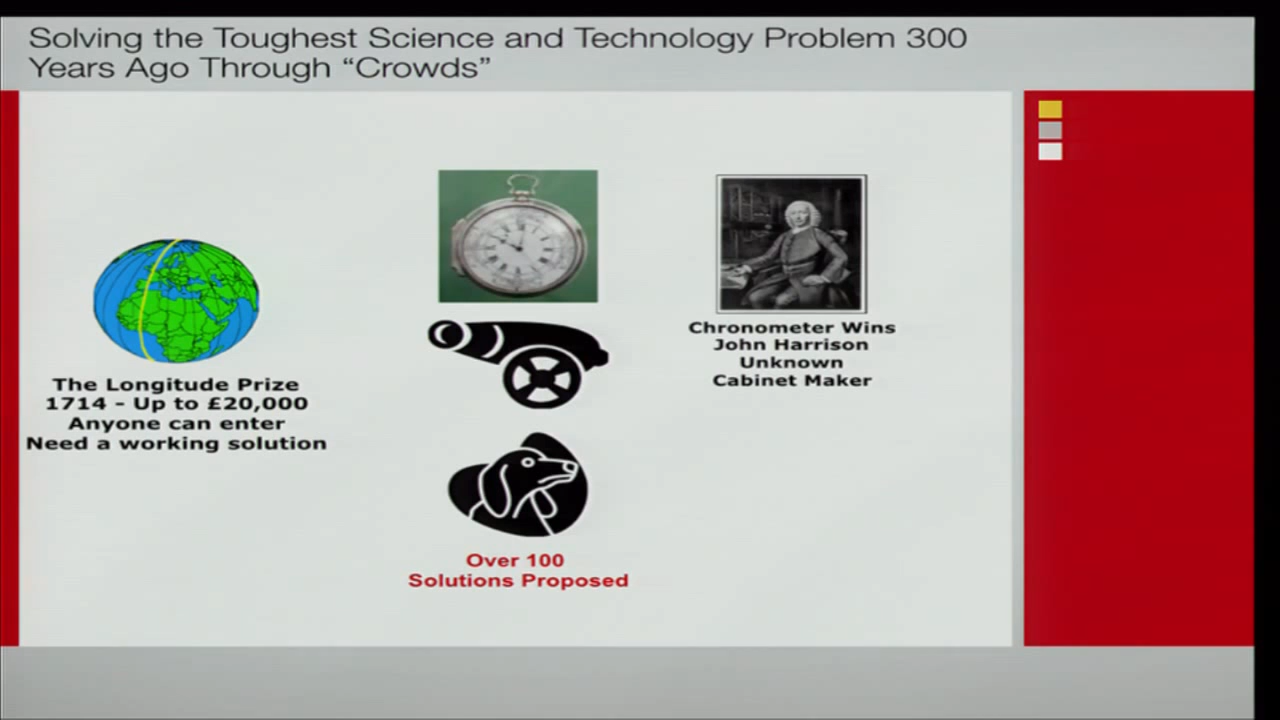 Solving the Toughest Science and Technology Problem 300
Years Ago Through “Crowds”
The Longitude Prize
1714 - Up to £20,000
Anyone can enter
Need a working solution
Over 100
Solutions Proposed
Chronometer Wins
John Harrison
Unknown
Cabinet Maker